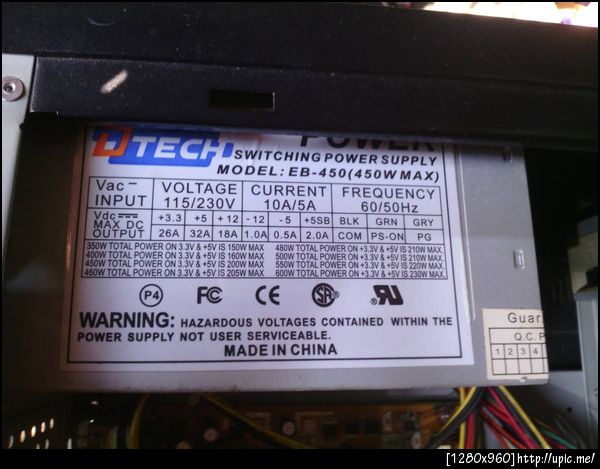 DTECH POWER
SWITCHING POWER SUPPLY
MODEL: EB-450(450W MAX)
Vac~ INPUT VOLTAGE 115/230V CURRENT 10A/5A FREQUENCY 60/50Hz
Vdc MAX DC OUTPUT
+3.3 +5 +12 -12 -5 +5SB BLK GRN GRY
26A 32A 18A 1.0A 0.5A 2.0A COM PS-ON PG
350W TOTAL POWER ON 3.3V & +5V IS 150W MAX. 480W TOTAL POWER ON +3.3V & +5V IS 210W MAX.
400W TOTAL POWER ON 3.3V & +5V IS 160W MAX. 500W TOTAL POWER ON +3.3V & +5V IS 210W MAX.
450W TOTAL POWER ON 3.3V & +5V IS 200W MAX. 550W TOTAL POWER ON +3.3V & +5V IS 220W MAX.
460W TOTAL POWER ON 3.3V & +5V IS 205W MAX. 600W TOTAL POWER ON +3.3V & +5V IS 230W MAX.
P4 FC CE SA RU
WARNING: HAZARDOUS VOLTAGES CONTAINED WITHIN THE
POWER SUPPLY NOT USER SERVICEABLE.
MADE IN CHINA
Guar
Q.C.P
1 2 3 4
[1280x960]http://upic.me/